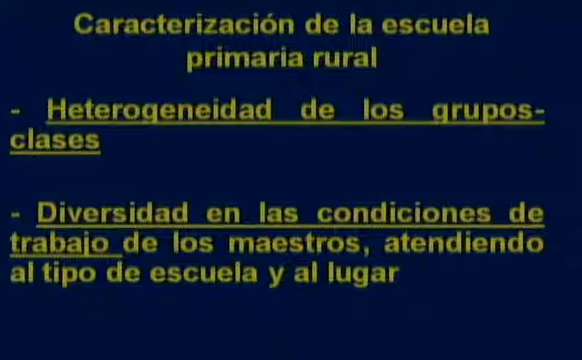 Caracterización de la escuela
primaria rural
- Heterogeneidad de los grupos-
clases
- Diversidad en las condiciones de
trabajo de los maestros, atendiendo
al tipo de escuela y al lugar